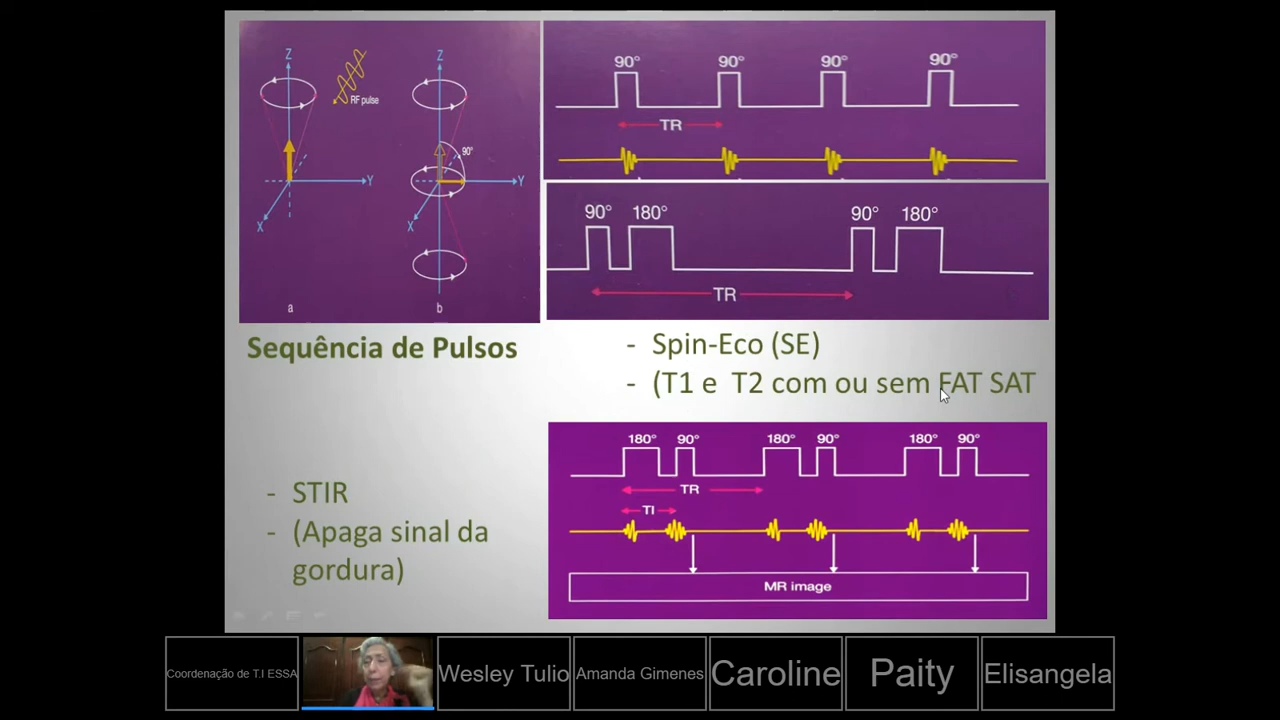 Z
RF pulse
Y
X
a
Z
90°
Y
X
b
90° 90° 90° 90°
TR
90° 180° 90° 180°
TR
Sequência de Pulsos
- Spin-Eco (SE)
- (T1 e T2 com ou sem FAT SAT
- STIR
- (Apaga sinal da
gordura)
180° 90° 180° 90° 180° 90°
TR
TI
MR image
Coordenação de T.I ESSA
Wesley Tulio
Amanda Gimenes
Caroline
Paity
Elisangela